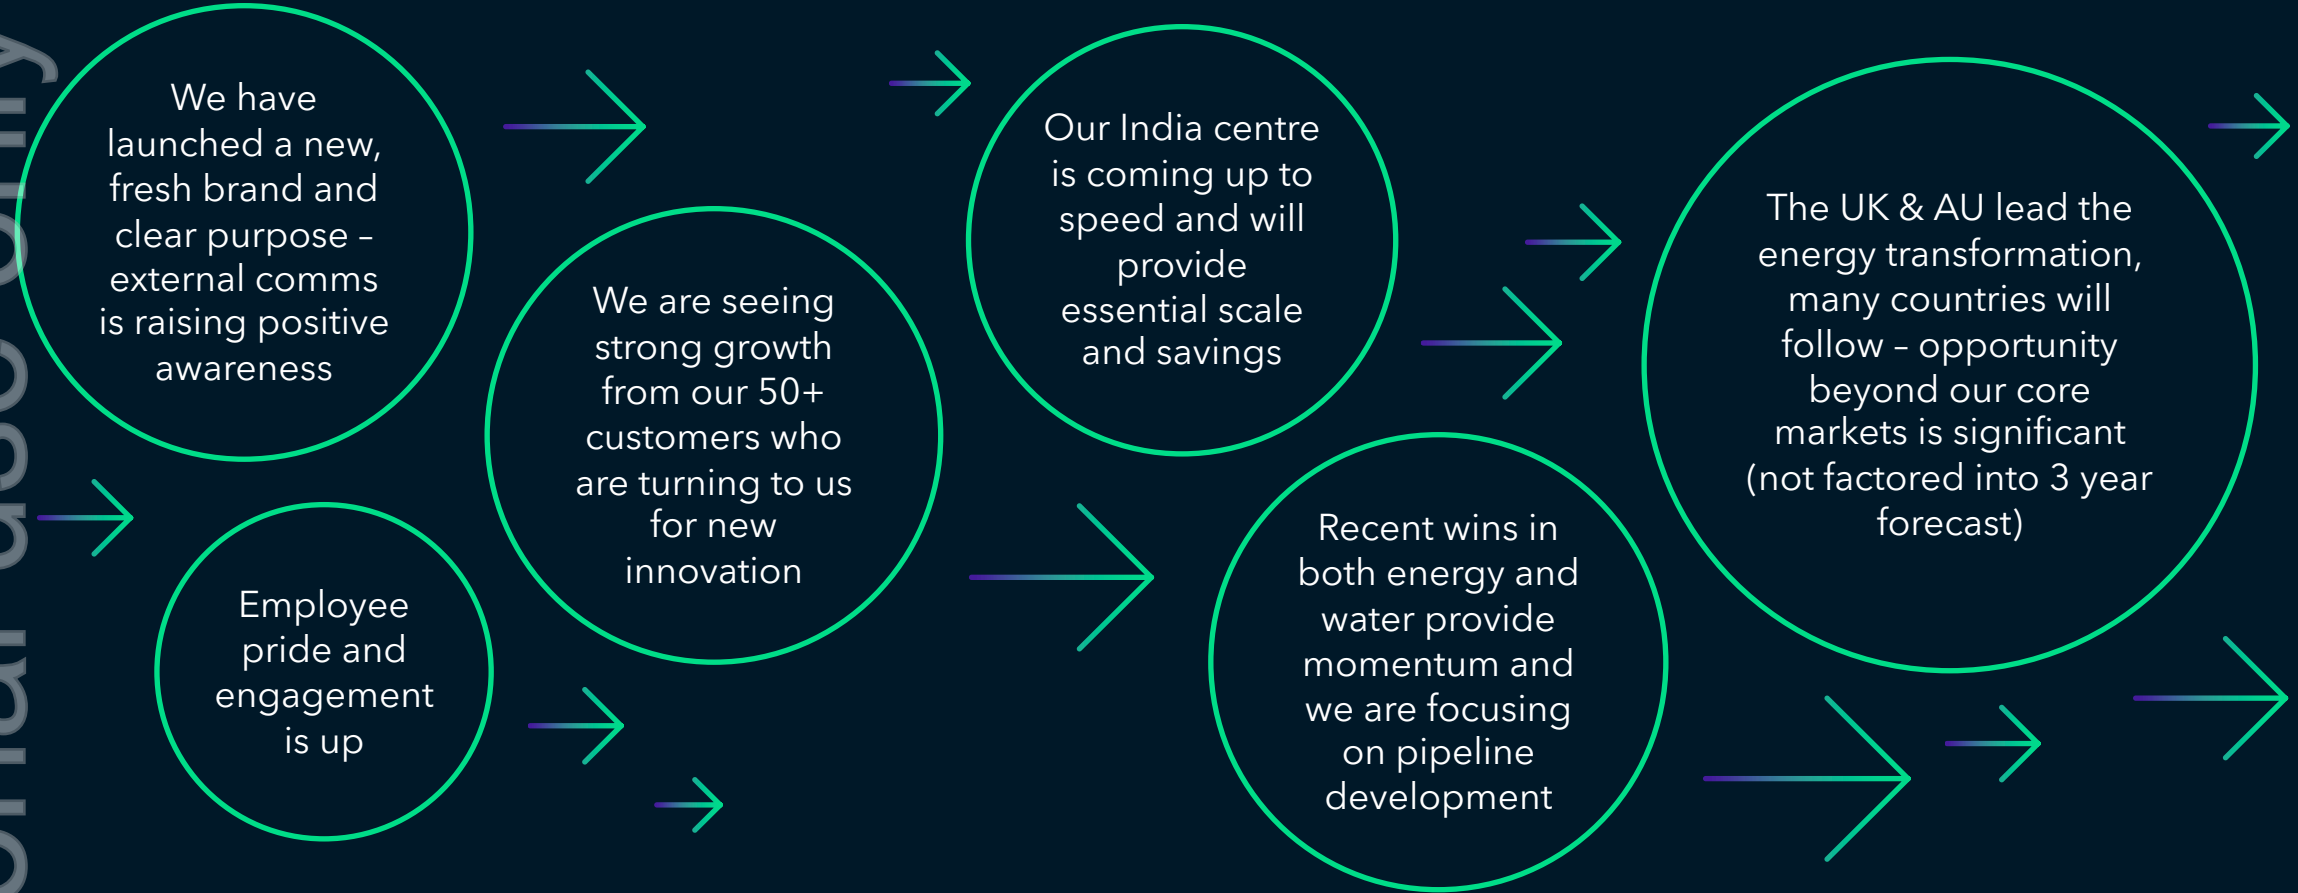 We have
launched a new,
fresh brand and
clear purpose –
external comms
is raising positive
awareness
Employee
pride and
engagement
is up
We are seeing
strong growth
from our 50+
customers who
are turning to us
for new
innovation
Our India centre
is coming up to
speed and will
provide
essential scale
and savings
Recent wins in
both energy and
water provide
momentum and
we are focusing
on pipeline
development
The UK & AU lead the
energy transformation,
many countries will
follow – opportunity
beyond our core
markets is significant
(not factored into 3 year
forecast)